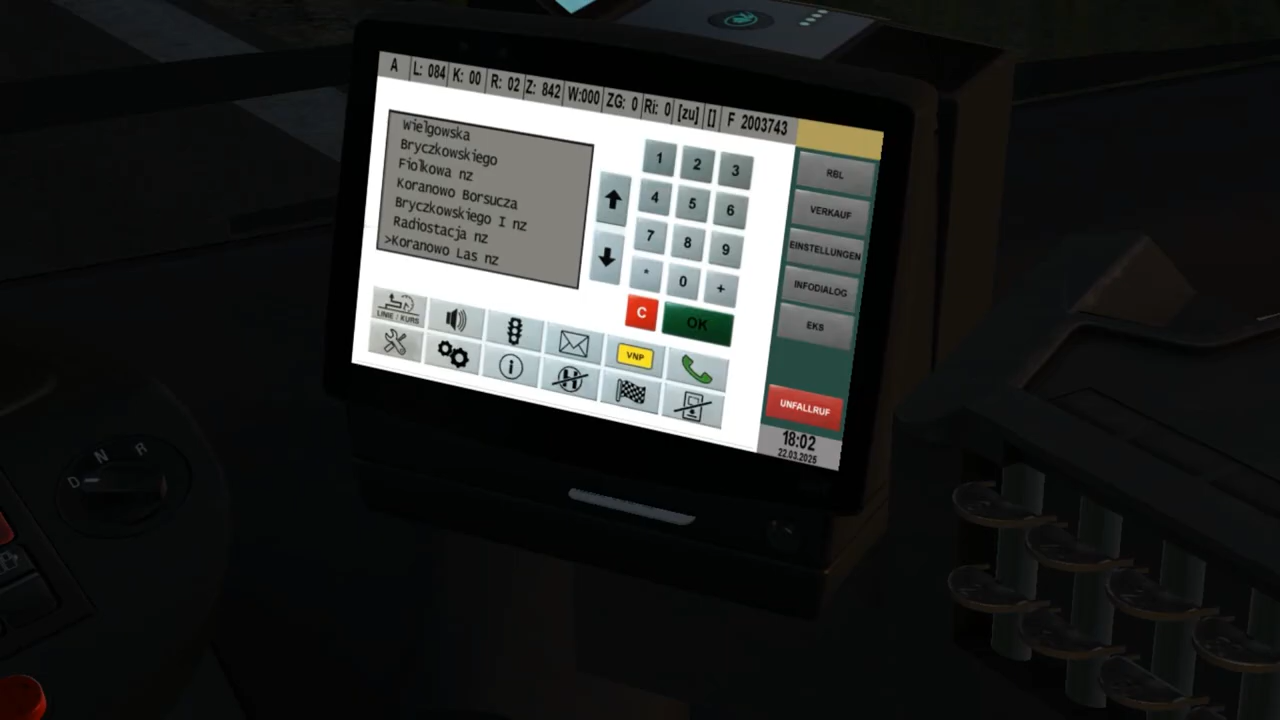 A L: 084 K: 00 R: 02 Z: 842 W:000 ZG: 0 Ri: 0 [zu] [] F 2003743
Wielgowska
Bryczkowskiego
Fiołkowa nz
Koranowo Borsucza
Bryczkowskiego I nz
Radiostacja nz
>Koranowo Las nz
1 2 3
4 5 6
7 8 9
* 0 +
C OK
LINIE / KURS
VNP
RBL
VERKAUF
EINSTELLUNGEN
INFODIALOG
EKS
UNFALLRUF
18:02
22.03.2025
D N R